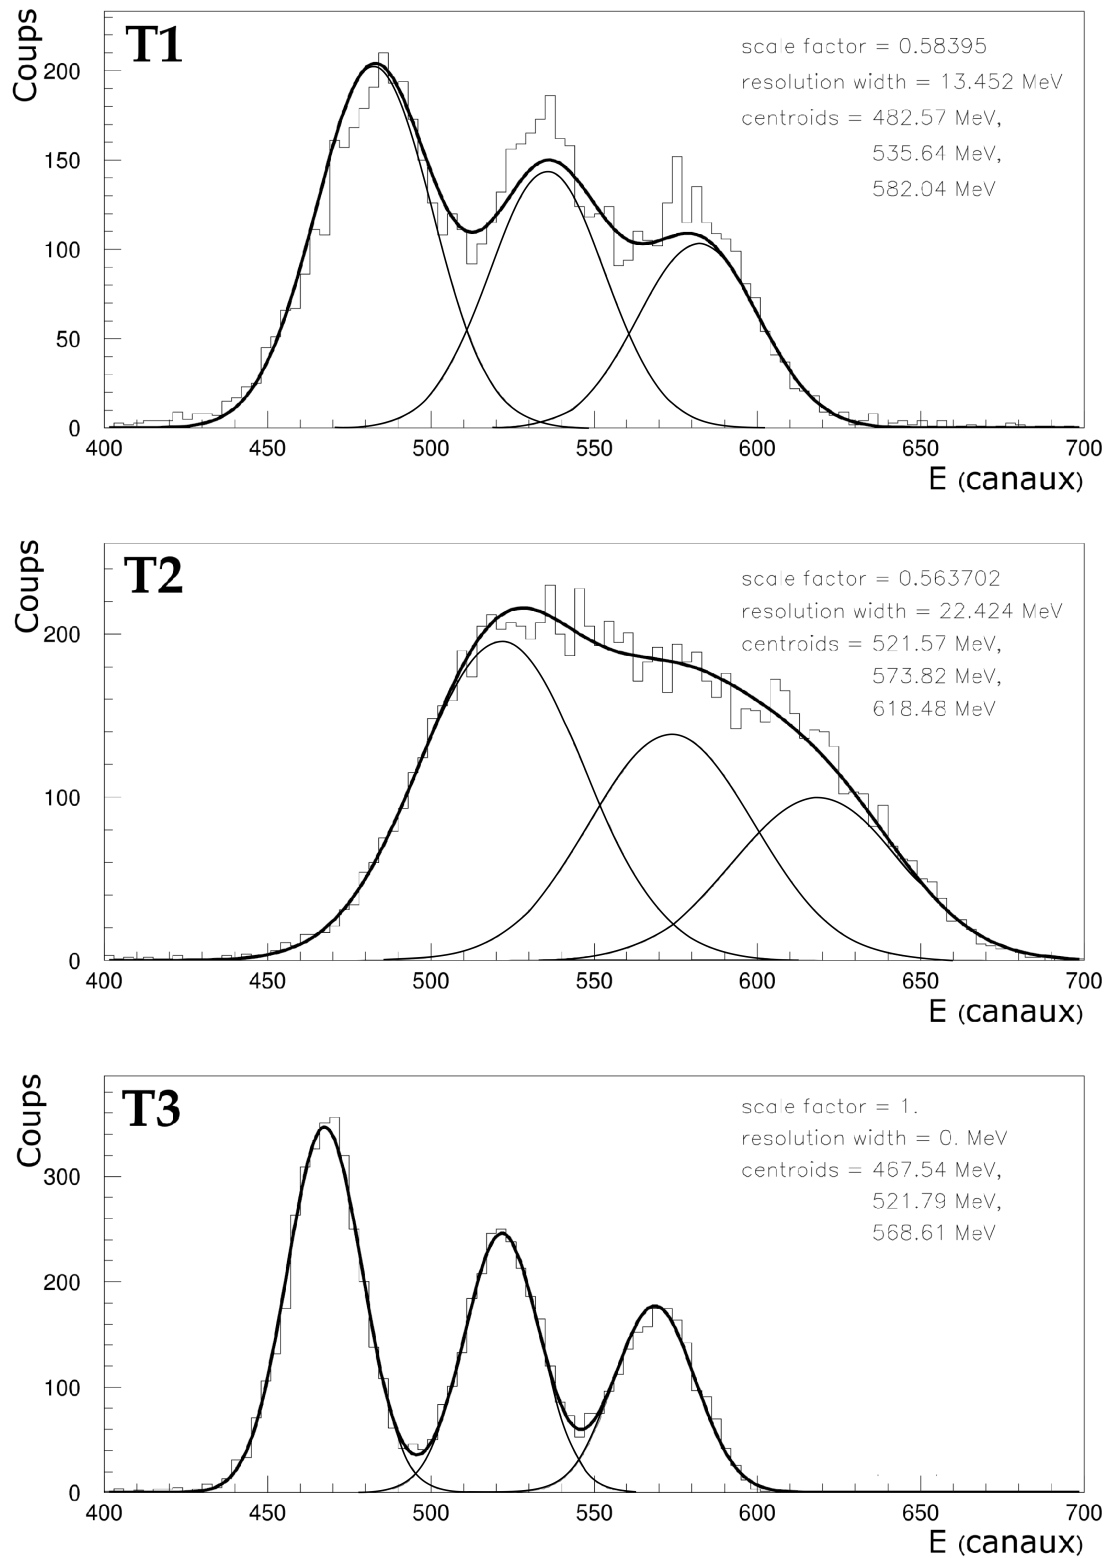 Coups
T1
scale factor = 0.58395
resolution width = 13.452 MeV
centroids = 482.57 MeV,
535.64 MeV,
582.04 MeV
200
150
100
50
0
400 450 500 550 600 650 700
E (canaux)
Coups
T2
scale factor = 0.563702
resolution width = 22.424 MeV
centroids = 521.57 MeV,
573.82 MeV,
618.48 MeV
200
100
0
400 450 500 550 600 650 700
E (canaux)
Coups
T3
scale factor = 1.
resolution width = 0. MeV
centroids = 467.54 MeV,
521.79 MeV,
568.61 MeV
300
200
100
0
400 450 500 550 600 650 700
E (canaux)